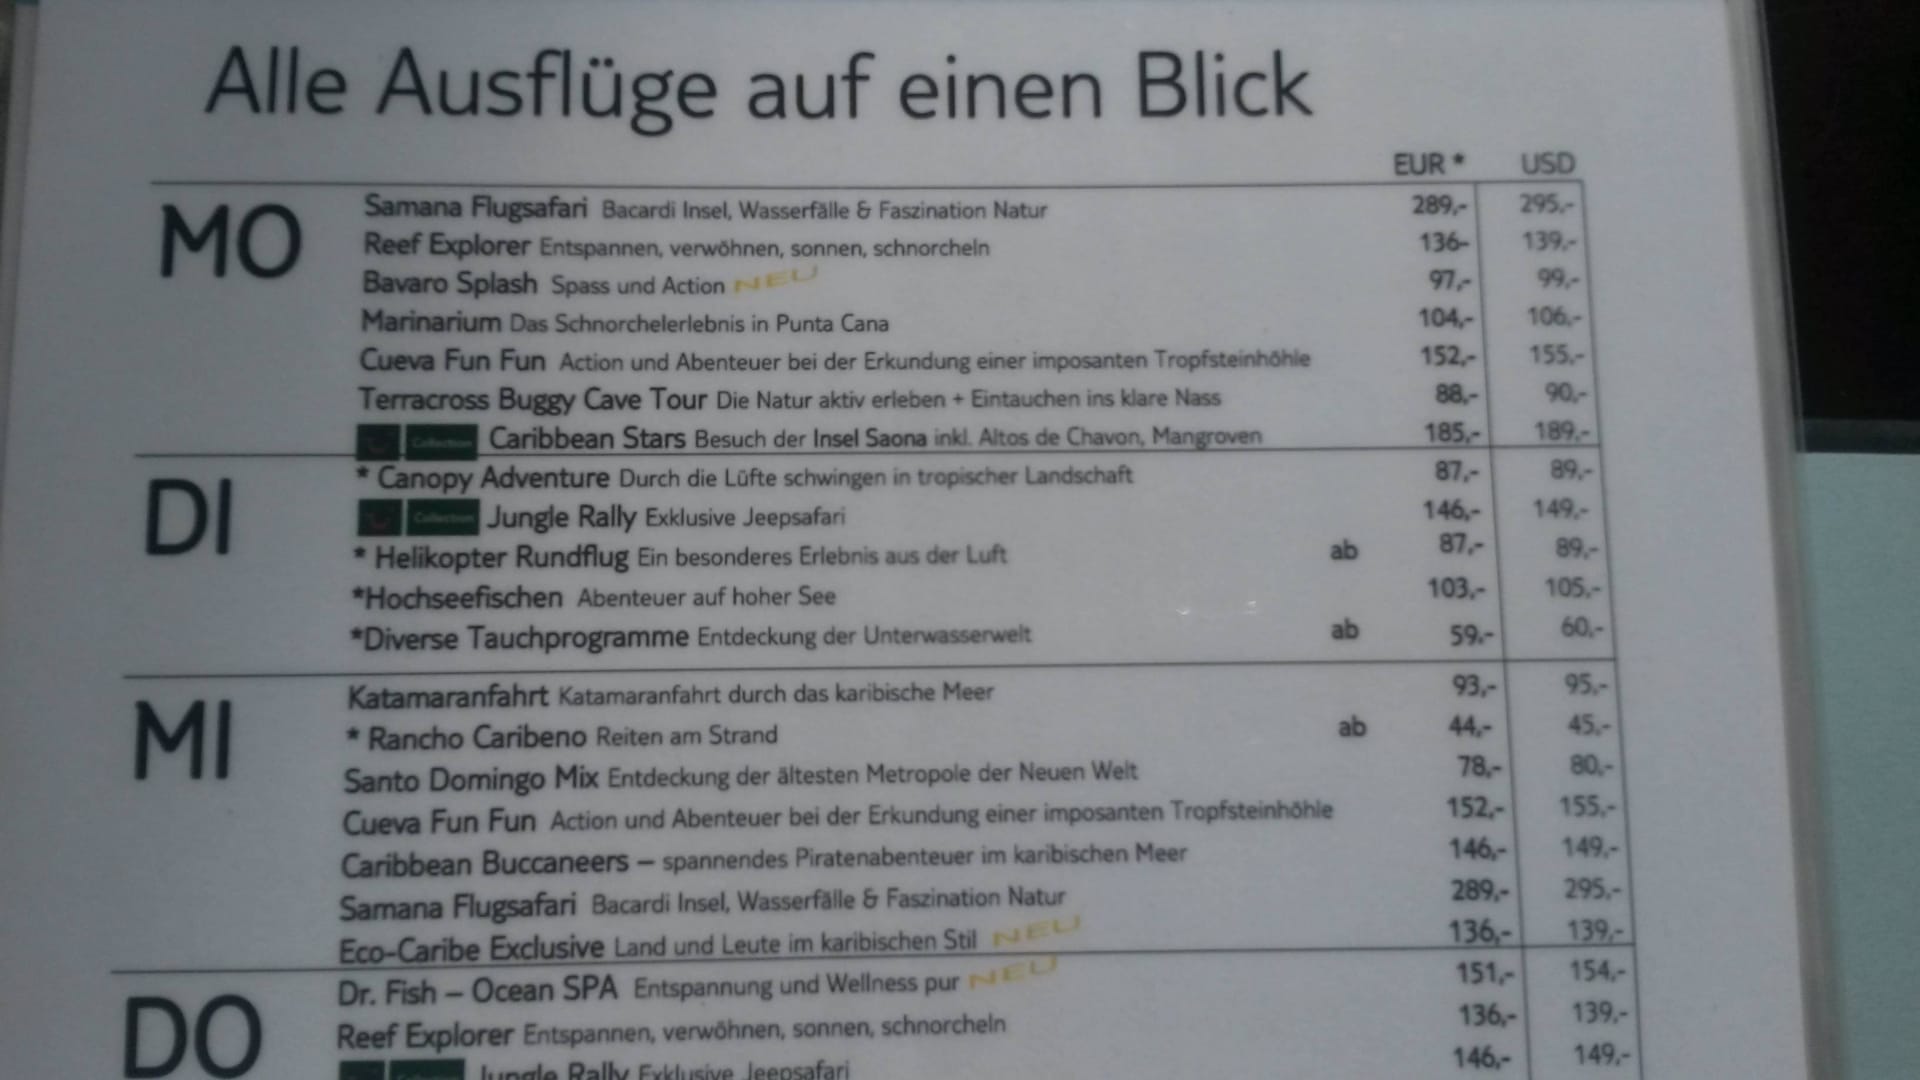 Alle Ausflüge auf einen Blick
EUR * USD
MO
Samana Flugsafari Bacardi Insel, Wasserfälle & Faszination Natur 289,- 295,-
Reef Explorer Entspannen, verwöhnen, sonnen, schnorcheln 136- 139,-
Bavaro Splash Spass und Action NEU 97,- 99,-
Marinarium Das Schnorchelerlebnis in Punta Cana 104,- 106,-
Cueva Fun Fun Action und Abenteuer bei der Erkundung einer imposanten Tropfsteinhöhle 152,- 155,-
Terracross Buggy Cave Tour Die Natur aktiv erleben + Eintauchen ins klare Nass 88,- 90,-
Collection Caribbean Stars Besuch der Insel Saona inkl. Altos de Chavon, Mangroven 185,- 189,-
DI
* Canopy Adventure Durch die Lüfte schwingen in tropischer Landschaft 87,- 89,-
Collection Jungle Rally Exklusive Jeepsafari 146,- 149,-
* Helikopter Rundflug Ein besonderes Erlebnis aus der Luft ab 87,- 89,-
*Hochseefischen Abenteuer auf hoher See 103,- 105,-
*Diverse Tauchprogramme Entdeckung der Unterwasserwelt ab 59,- 60,-
MI
Katamaranfahrt Katamaranfahrt durch das karibische Meer 93,- 95,-
* Rancho Caribeno Reiten am Strand ab 44,- 45,-
Santo Domingo Mix Entdeckung der ältesten Metropole der Neuen Welt 78,- 80,-
Cueva Fun Fun Action und Abenteuer bei der Erkundung einer imposanten Tropfsteinhöhle 152,- 155,-
Caribbean Buccaneers – spannendes Piratenabenteuer im karibischen Meer 146,- 149,-
Samana Flugsafari Bacardi Insel, Wasserfälle & Faszination Natur 289,- 295,-
Eco-Caribe Exclusive Land und Leute im karibischen Stil NEU 136,- 139,-
DO
Dr. Fish – Ocean SPA Entspannung und Wellness pur NEU 151,- 154,-
Reef Explorer Entspannen, verwöhnen, sonnen, schnorcheln 136,- 139,-
Collection Jungle Rally Exklusive Jeepsafari 146,- 149,-